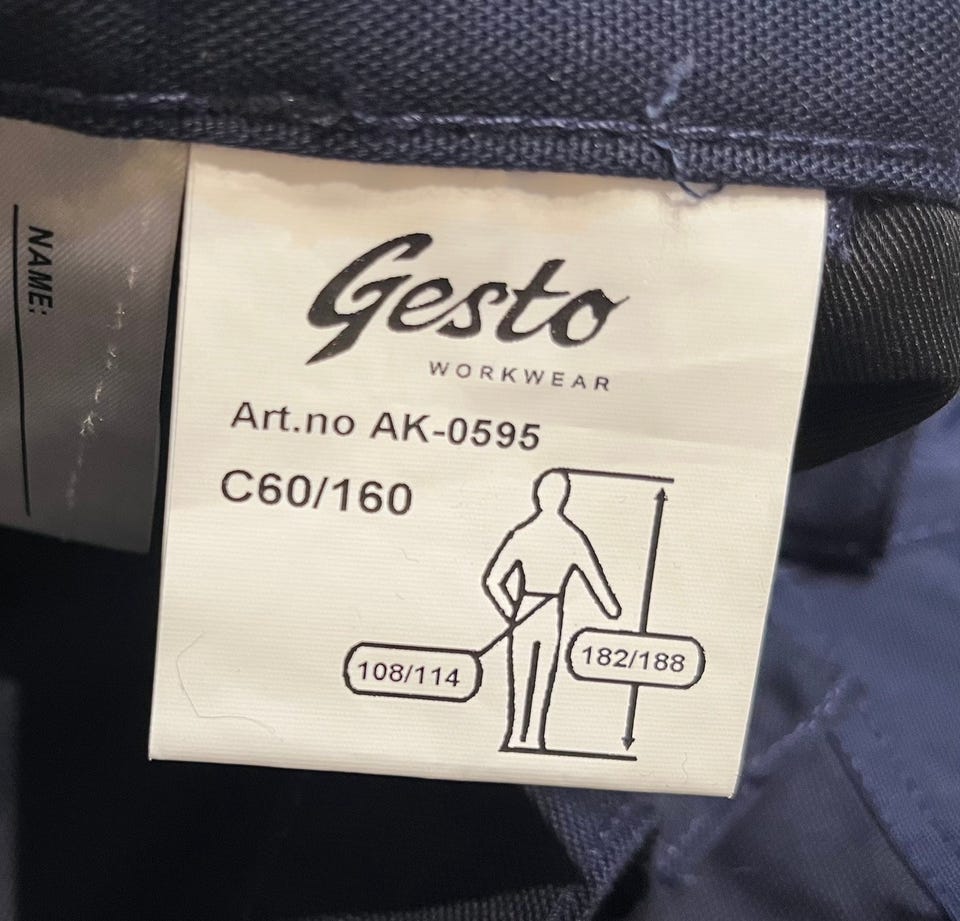 NAME:
Gesto
WORKWEAR
Art.no AK-0595
C60/160
108/114
182/188